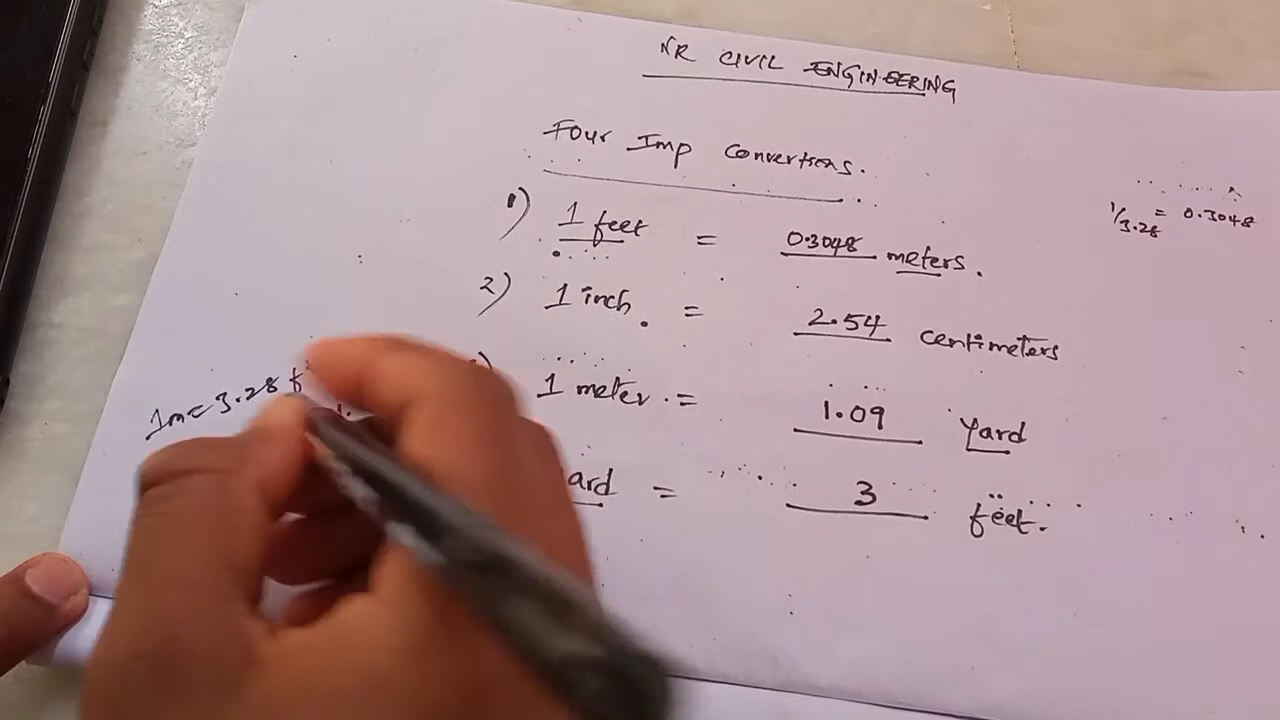 NR CIVIL ENGINEERING
Four Imp Convertions.
1) 1 feet = 0.3048 meters.
1/3.28 = 0.3048
2) 1 inch = 2.54 centimeters
1 meter = 1.09 Yard
1m = 3.28 f
ard = 3 feet.